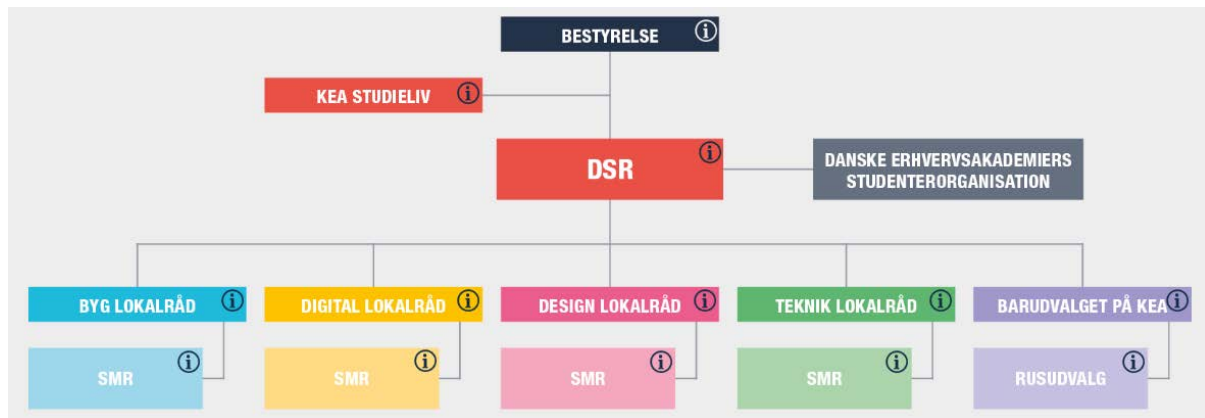 BESTYRELSE
KEA STUDIELIV
DSR
DANSKE ERHVERVSAKADEMIERS
STUDENTERORGANISATION
BYG LOKALRÅD
DIGITAL LOKALRÅD
DESIGN LOKALRÅD
TEKNIK LOKALRÅD
BARUDVALGET PÅ KEA
SMR
SMR
SMR
SMR
RUSUDVALG